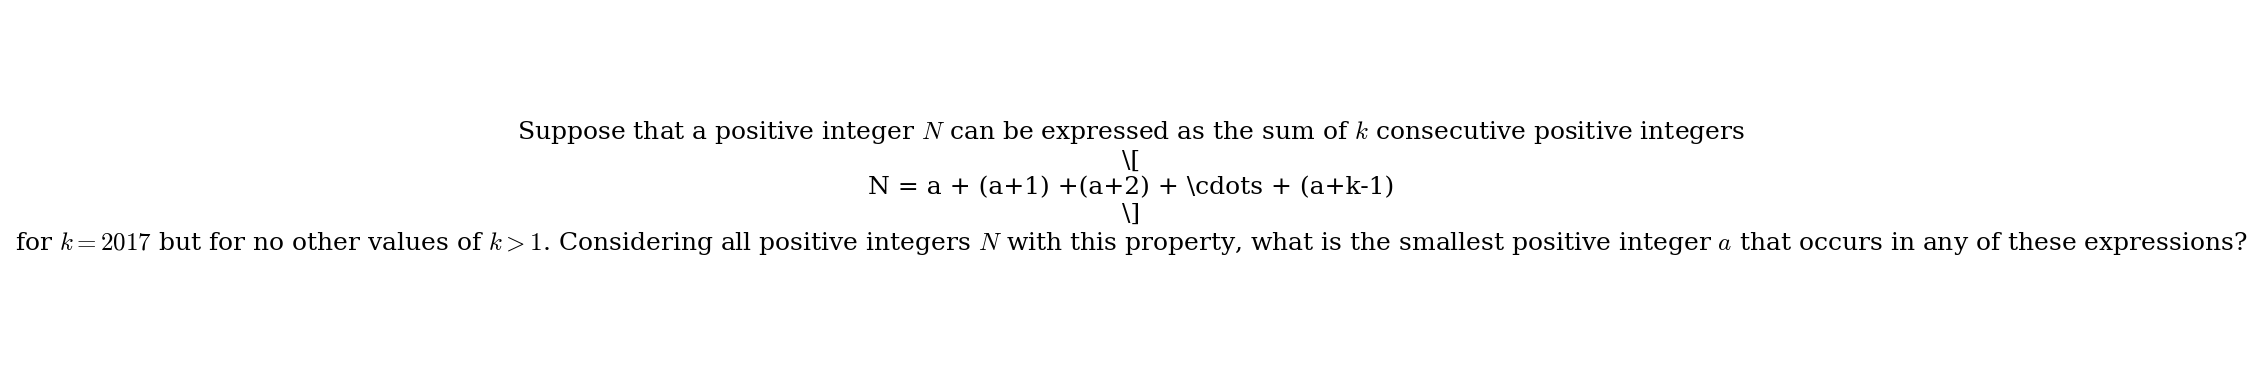 Suppose that a positive integer $N$ can be expressed as the sum of $k$ consecutive positive integers
\[
N = a + (a+1) +(a+2) + \cdots + (a+k-1)
\]
for $k = 2017$ but for no other values of $k > 1$. Considering all positive integers $N$ with this property, what is the smallest positive integer $a$ that occurs in any of these expressions?